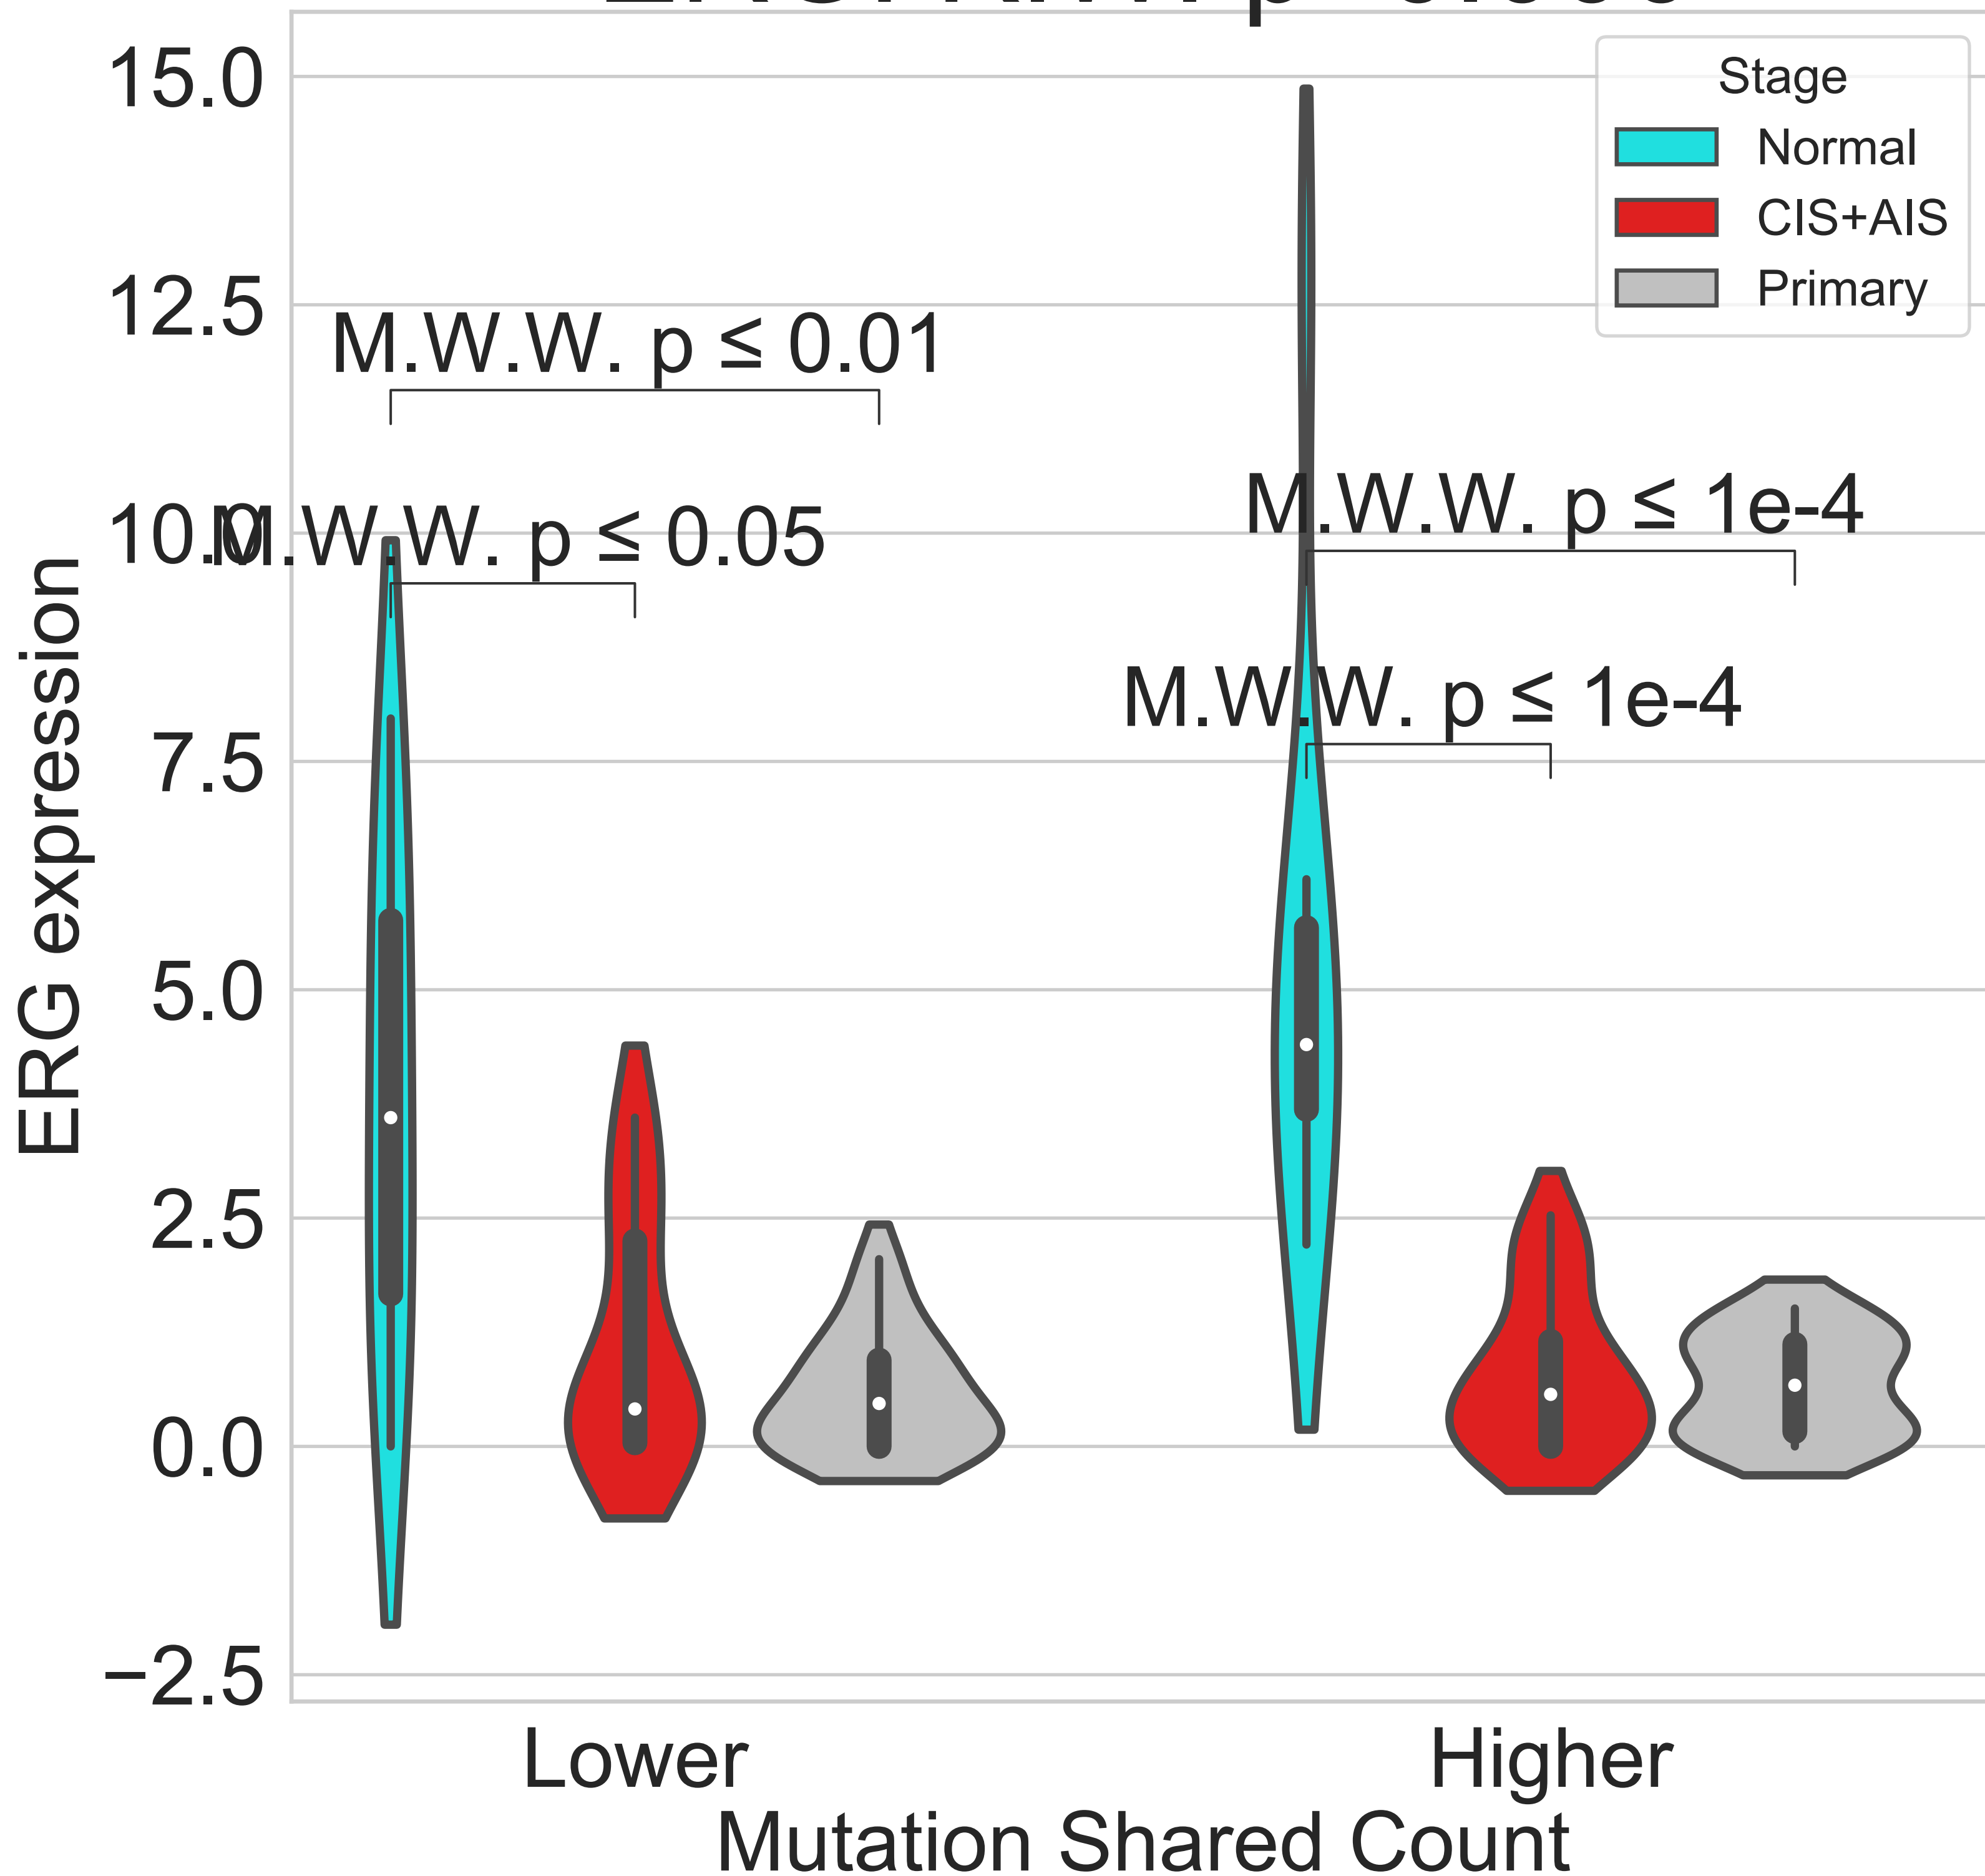 15.0
12.5
10.0
7.5
5.0
2.5
0.0
−2.5
ERG expression
Stage
Normal
CIS+AIS
Primary
M.W.W. p ≤ 0.01
M.W.W. p ≤ 0.05
M.W.W. p ≤ 1e-4
M.W.W. p ≤ 1e-4
Lower
Higher
Mutation Shared Count